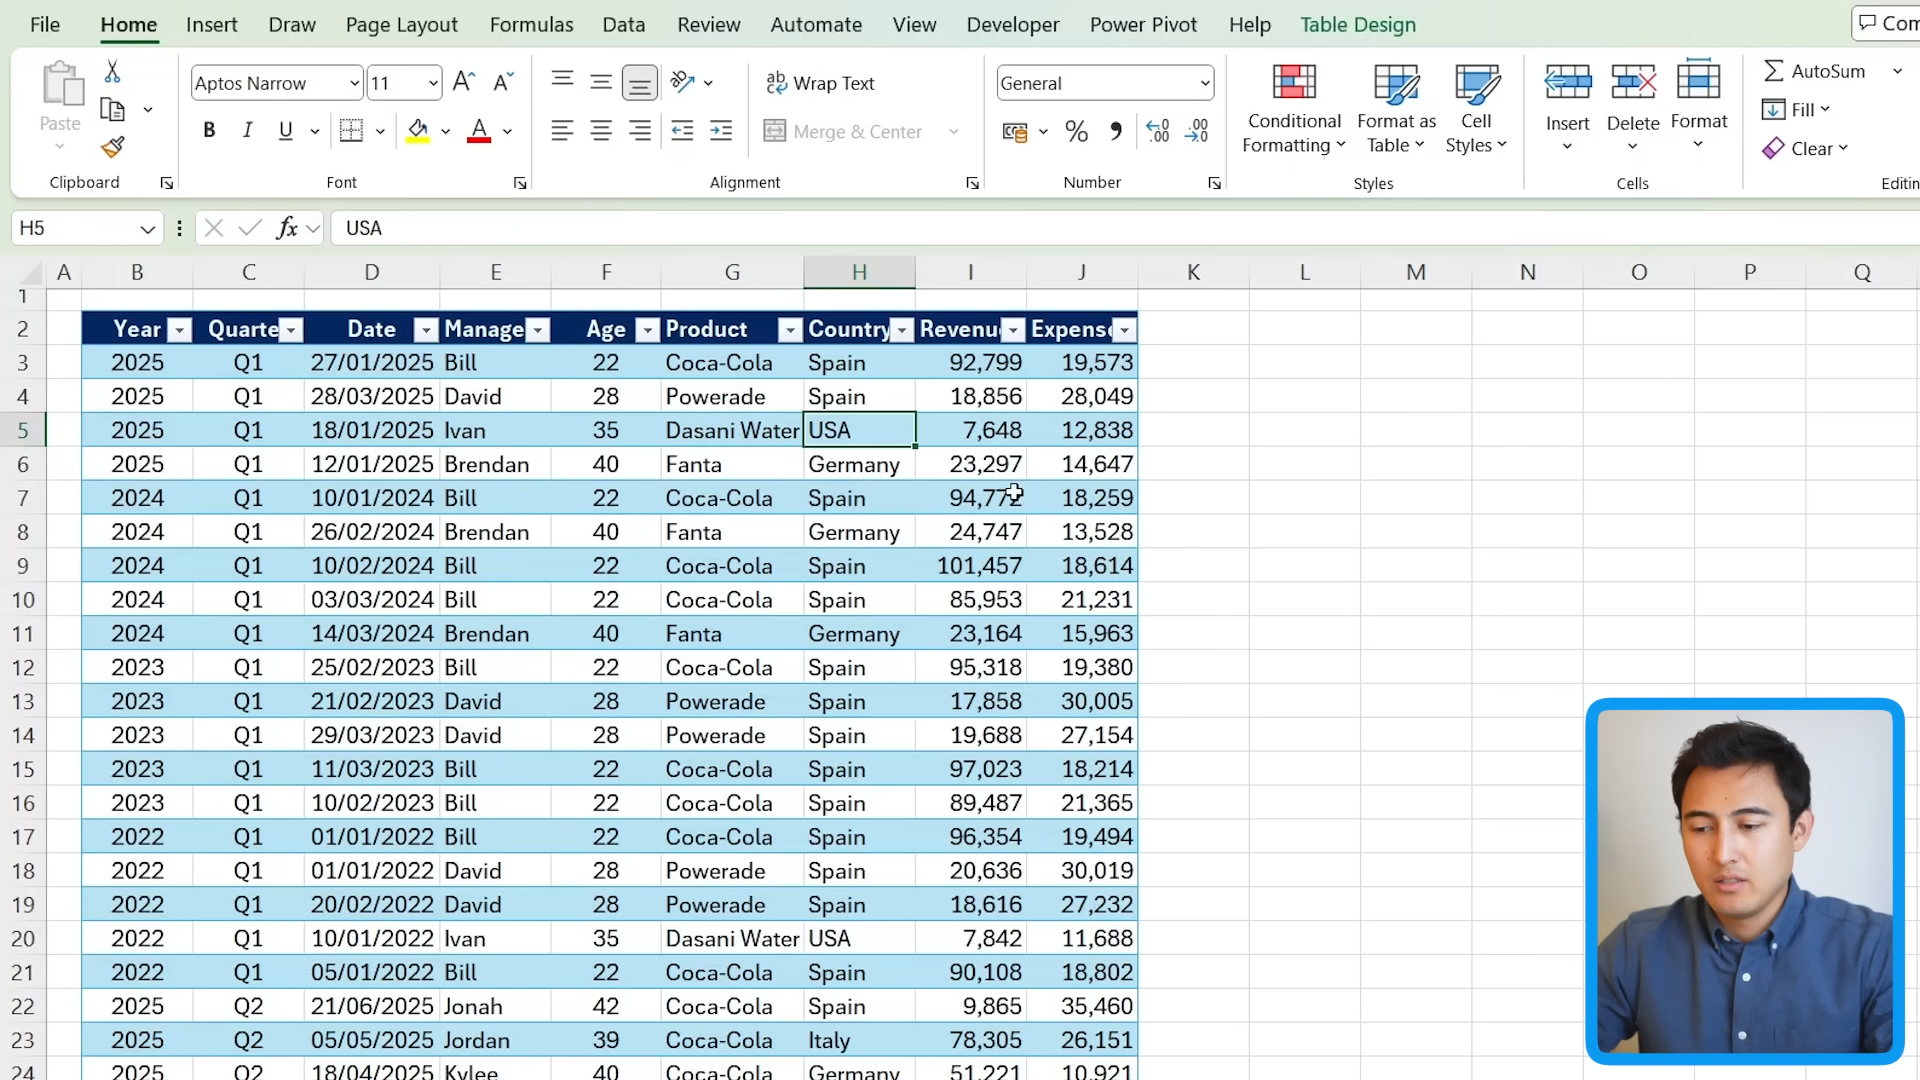 File Home Insert Draw Page Layout Formulas Data Review View Automate Developer Power Pivot Help Table Design
Paste
Aptos Narrow 11 A A
B I U A
ab Wrap Text
Merge & Center
General
% 9 .00 .00
Conditional Formatting
Format as Table
Cell Styles
Insert Delete Format
AutoSum
Fill
Clear
Clipboard Font Alignment Number Styles Cells
H5 fx USA
A B C D E F G H I J K L M N O P Q
1
2 Year Quarte Date Manage Age Product Country Revenu Expens
3 2025 Q1 27/01/2025 Bill 22 Coca-Cola Spain 92,799 19,573
4 2025 Q1 28/03/2025 David 28 Powerade Spain 18,856 28,049
5 2025 Q1 18/01/2025 Ivan 35 Dasani Water USA 7,648 12,838
6 2025 Q1 12/01/2025 Brendan 40 Fanta Germany 23,297 14,647
7 2024 Q1 10/01/2024 Bill 22 Coca-Cola Spain 94,772 18,259
8 2024 Q1 26/02/2024 Brendan 40 Fanta Germany 24,747 13,528
9 2024 Q1 10/02/2024 Bill 22 Coca-Cola Spain 101,457 18,614
10 2024 Q1 03/03/2024 Bill 22 Coca-Cola Spain 85,953 21,231
11 2024 Q1 14/03/2024 Brendan 40 Fanta Germany 23,164 15,963
12 2023 Q1 25/02/2023 Bill 22 Coca-Cola Spain 95,318 19,380
13 2023 Q1 21/02/2023 David 28 Powerade Spain 17,858 30,005
14 2023 Q1 29/03/2023 David 28 Powerade Spain 19,688 27,154
15 2023 Q1 11/03/2023 Bill 22 Coca-Cola Spain 97,023 18,214
16 2023 Q1 10/02/2023 Bill 22 Coca-Cola Spain 89,487 21,365
17 2022 Q1 01/01/2022 Bill 22 Coca-Cola Spain 96,354 19,494
18 2022 Q1 01/01/2022 David 28 Powerade Spain 20,636 30,019
19 2022 Q1 20/02/2022 David 28 Powerade Spain 18,616 27,232
20 2022 Q1 10/01/2022 Ivan 35 Dasani Water USA 7,842 11,688
21 2022 Q1 05/01/2022 Bill 22 Coca-Cola Spain 90,108 18,802
22 2025 Q2 21/06/2025 Jonah 42 Coca-Cola Spain 9,865 35,460
23 2025 Q2 05/05/2025 Jordan 39 Coca-Cola Italy 78,305 26,151
24 2025 Q2 18/04/2025 Kylee 40 Coca-Cola Germany 51,221 10,921